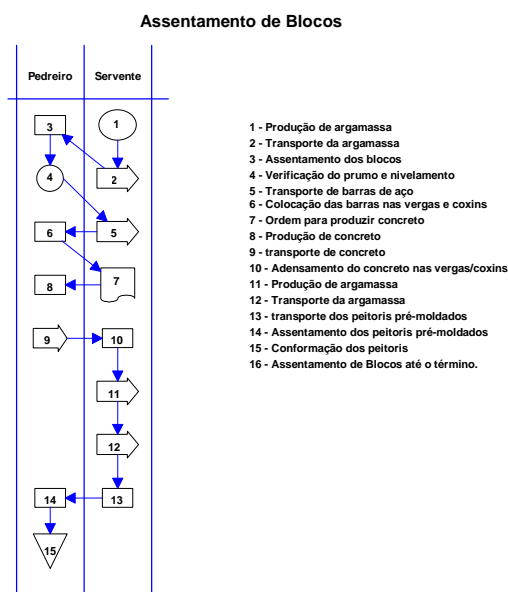 Assentamento de Blocos
Pedreiro Servente
3 1
4 2
5
6
7
8
9 10
11
12
14 13
15
1 - Produção de argamassa
2 - Transporte da argamassa
3 - Assentamento dos blocos
4 - Verificação do prumo e nivelamento
5 - Transporte de barras de aço
6 - Colocação das barras nas vergas e coxins
7 - Ordem para produzir concreto
8 - Produção de concreto
9 - transporte de concreto
10 - Adensamento do concreto nas vergas/coxins
11 - Produção de argamassa
12 - Transporte da argamassa
13 - transporte dos peitoris pré-moldados
14 - Assentamento dos peitoris pré-moldados
15 - Conformação dos peitoris
16 - Assentamento de Blocos até o término.